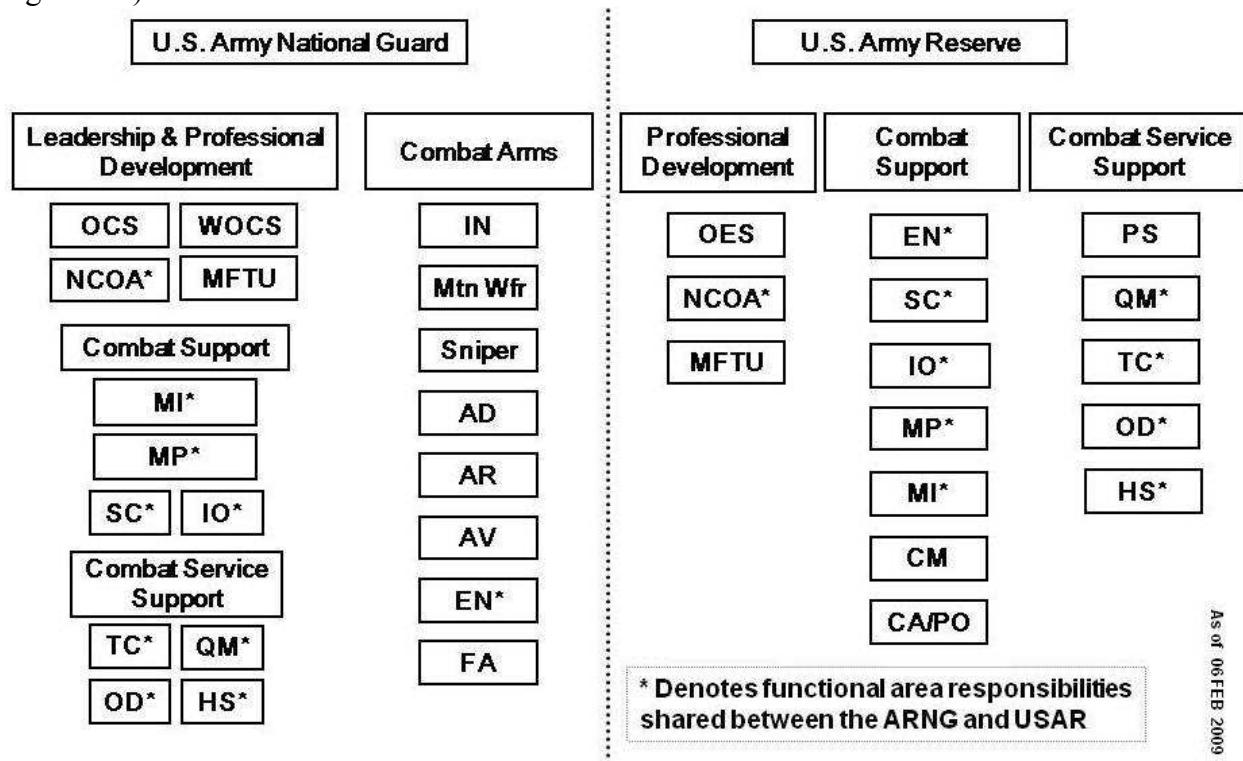 U.S. Army National Guard
Leadership & Professional
Development
OCS
WOCS
NCOA*
MFTU
Combat Support
MI*
MP*
SC*
IO*
Combat Service
Support
TC*
QM*
OD*
HS*
Combat Arms
IN
Mtn Wfr
Sniper
AD
AR
AV
EN*
FA
U.S. Army Reserve
Professional
Development
OES
NCOA*
MFTU
Combat
Support
EN*
SC*
IO*
MP*
MI*
CM
CA/PO
Combat Service
Support
PS
QM*
TC*
OD*
HS*
* Denotes functional area responsibilities
shared between the ARNG and USAR
As of 06 FEB 2009